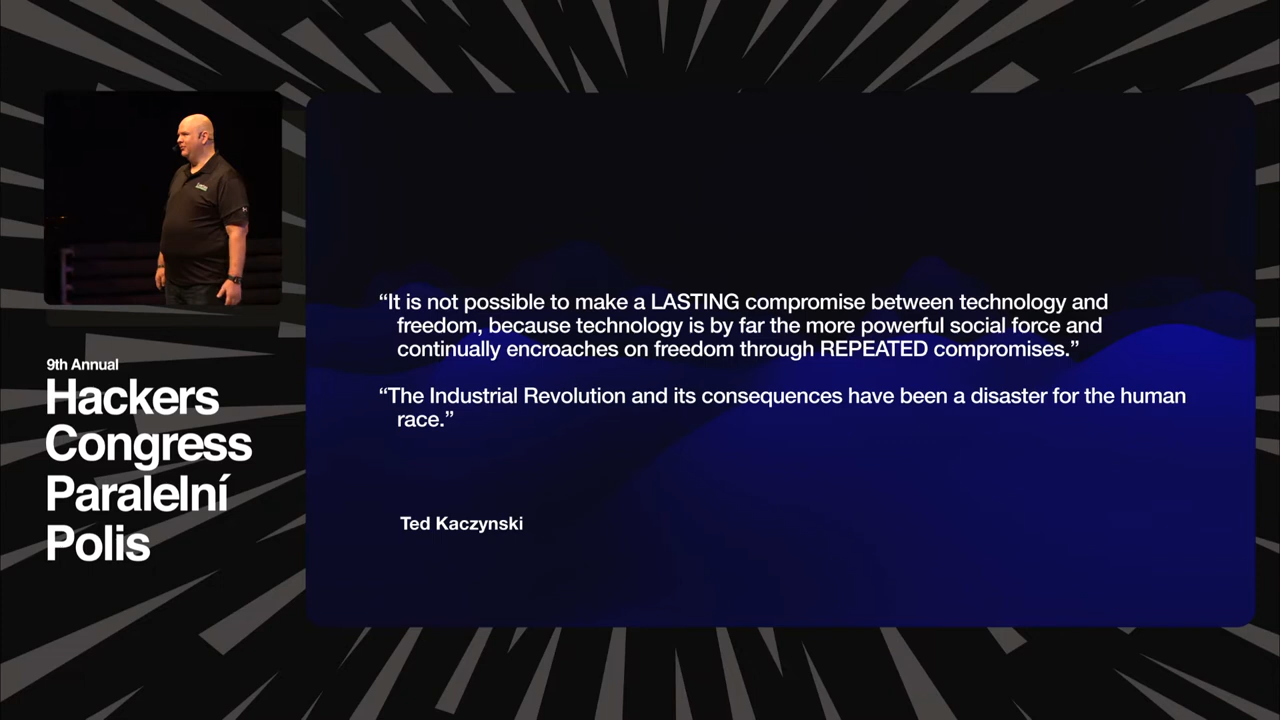 9th Annual
Hackers
Congress
Paralelní
Polis
“It is not possible to make a LASTING compromise between technology and
freedom, because technology is by far the more powerful social force and
continually encroaches on freedom through REPEATED compromises.”
“The Industrial Revolution and its consequences have been a disaster for the human
race.”
Ted Kaczynski